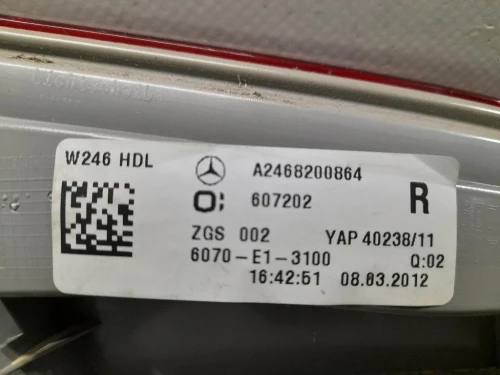 W246 HDL
A2468200864
607202
R
ZGS 002 YAP 40238/11
6070-E1-3100 Q:02
16:42:51 08.03.2012